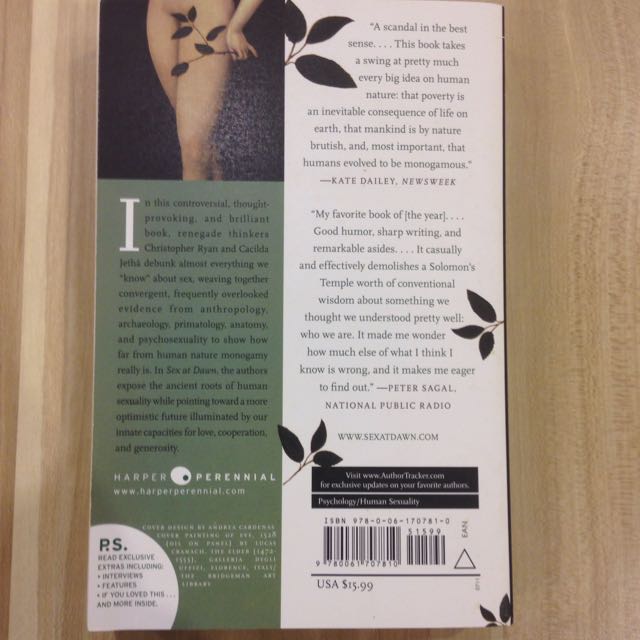 "A scandal in the best
sense. . . . This book takes
a swing at pretty much
every big idea on human
nature: that poverty is
an inevitable consequence of life on
earth, that mankind is by nature
brutish, and, most important, that
humans evolved to be monogamous."
—KATE DAILEY, NEWSWEEK
"My favorite book of [the year]. . . .
Good humor, sharp writing, and
remarkable asides. . . . It casually
and effectively demolishes a Solomon's
Temple worth of conventional
wisdom about something we
thought we understood pretty well:
who we are. It made me wonder
how much else of what I think I
know is wrong, and it makes me eager
to find out." —PETER SAGAL,
NATIONAL PUBLIC RADIO
WWW.SEXATDAWN.COM
In this controversial, thought-
provoking, and brilliant
book, renegade thinkers
Christopher Ryan and Cacilda
Jethá debunk almost everything we
"know" about sex, weaving together
convergent, frequently overlooked
evidence from anthropology,
archaeology, primatology, anatomy,
and psychosexuality to show how
far from human nature monogamy
really is. In Sex at Dawn, the authors
expose the ancient roots of human
sexuality while pointing toward a more
optimistic future illuminated by our
innate capacities for love, cooperation,
and generosity.
HARPER PERENNIAL
www.harperperennial.com
COVER DESIGN BY ANDREA CARDENAS
COVER PAINTING OF EVE, 1528
(OIL ON PANEL) BY LUCAS
CRANACH, THE ELDER (1472–
1553), GALLERIA DEGLI
UFFIZI, FLORENCE, ITALY/
THE BRIDGEMAN ART
LIBRARY
P.S.
READ EXCLUSIVE
EXTRAS INCLUDING:
• INTERVIEWS
• FEATURES
• IF YOU LOVED THIS . . .
AND MORE INSIDE.
Visit www.AuthorTracker.com
for exclusive updates on your favorite authors.
Psychology/Human Sexuality
ISBN 978-0-06-170781-0
51599
9 780061 707810
EAN
USA $15.99